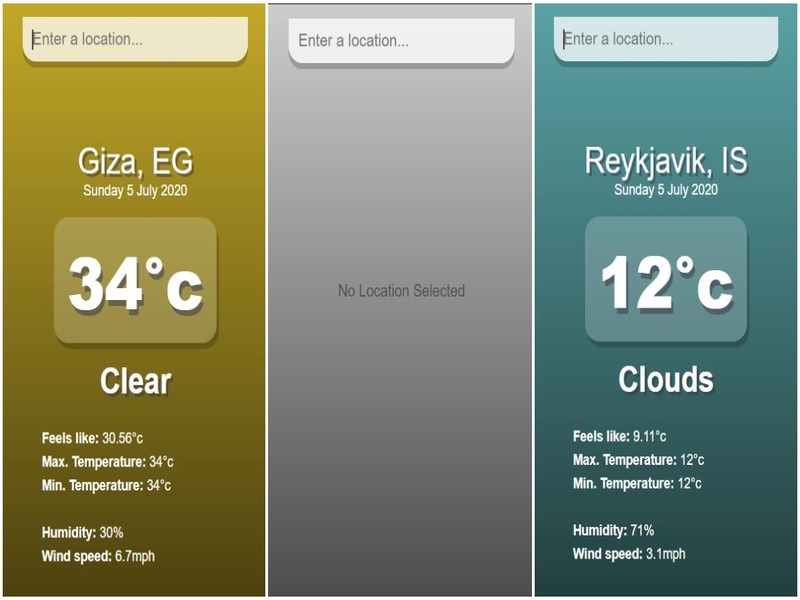 Enter a location...
Giza, EG
Sunday 5 July 2020
34°c
Clear
Feels like: 30.56°c
Max. Temperature: 34°c
Min. Temperature: 34°c
Humidity: 30%
Wind speed: 6.7mph
Enter a location...
No Location Selected
Enter a location...
Reykjavik, IS
Sunday 5 July 2020
12°c
Clouds
Feels like: 9.11°c
Max. Temperature: 12°c
Min. Temperature: 12°c
Humidity: 71%
Wind speed: 3.1mph